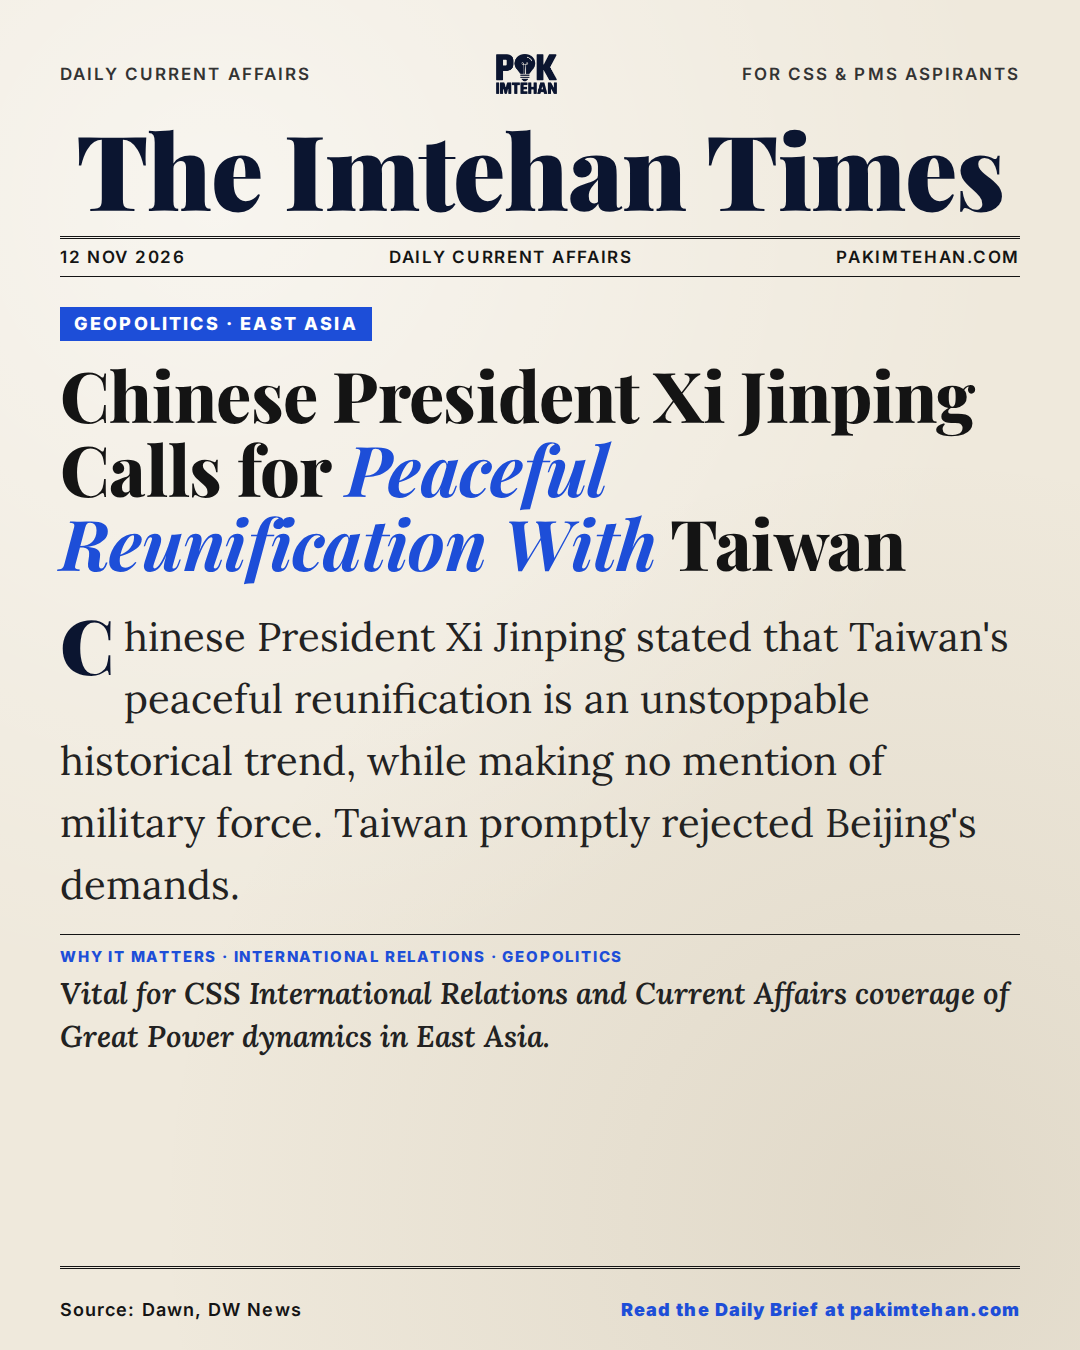 DAILY CURRENT AFFAIRS
PAK
IMTEHAN
FOR CSS & PMS ASPIRANTS
The Imtehan Times
12 NOV 2026
DAILY CURRENT AFFAIRS
PAKIMTEHAN.COM
GEOPOLITICS · EAST ASIA
Chinese President Xi Jinping
Calls for Peaceful
Reunification With Taiwan
Chinese President Xi Jinping stated that Taiwan's
peaceful reunification is an unstoppable
historical trend, while making no mention of
military force. Taiwan promptly rejected Beijing's
demands.
WHY IT MATTERS · INTERNATIONAL RELATIONS · GEOPOLITICS
Vital for CSS International Relations and Current Affairs coverage of
Great Power dynamics in East Asia.
Source: Dawn, DW News
Read the Daily Brief at pakimtehan.com